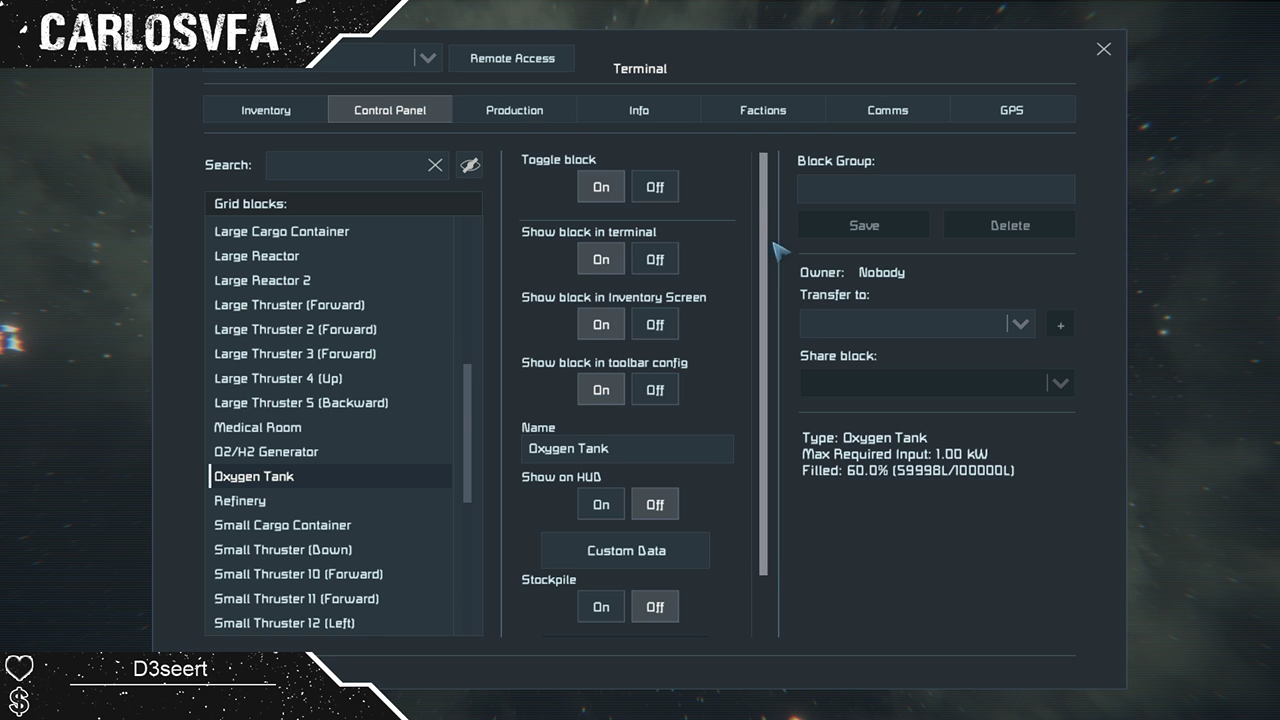 CARLOSVFA
Remote Access
Terminal
Inventory
Control Panel
Production
Info
Factions
Comms
GPS
Search:
Grid blocks:
Large Cargo Container
Large Reactor
Large Reactor 2
Large Thruster (Forward)
Large Thruster 2 (Forward)
Large Thruster 3 (Forward)
Large Thruster 4 (Up)
Large Thruster 5 (Backward)
Medical Room
O2/H2 Generator
Oxygen Tank
Refinery
Small Cargo Container
Small Thruster (Down)
Small Thruster 10 (Forward)
Small Thruster 11 (Forward)
Small Thruster 12 (Left)
Toggle block
On Off
Show block in terminal
On Off
Show block in Inventory Screen
On Off
Show block in toolbar config
On Off
Name
Oxygen Tank
Show on HUD
On Off
Custom Data
Stockpile
On Off
Block Group:
Save Delete
Owner: Nobody
Transfer to:
+
Share block:
Type: Oxygen Tank
Max Required Input: 1.00 kW
Filled: 60.0% (59998L/100000L)
D3seert
$